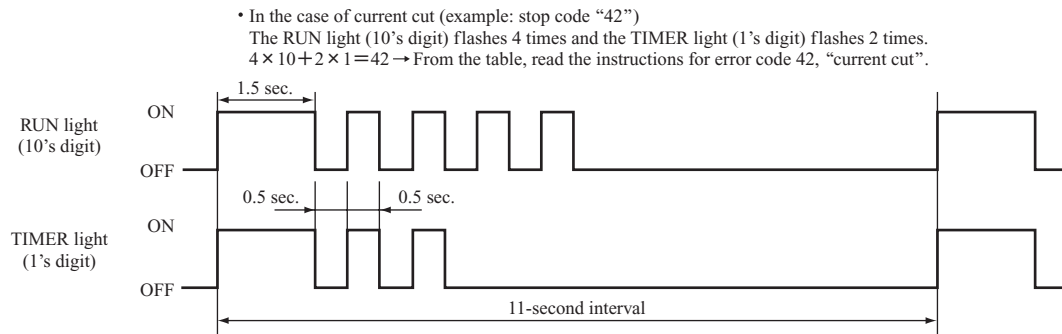 • In the case of current cut (example: stop code “42”)
The RUN light (10’s digit) flashes 4 times and the TIMER light (1’s digit) flashes 2 times.
4×10+2×1=42→From the table, read the instructions for error code 42, “current cut”.
1.5 sec.
ON
RUN light
(10’s digit)
OFF
0.5 sec.
0.5 sec.
ON
TIMER light
(1’s digit)
OFF
11-second interval